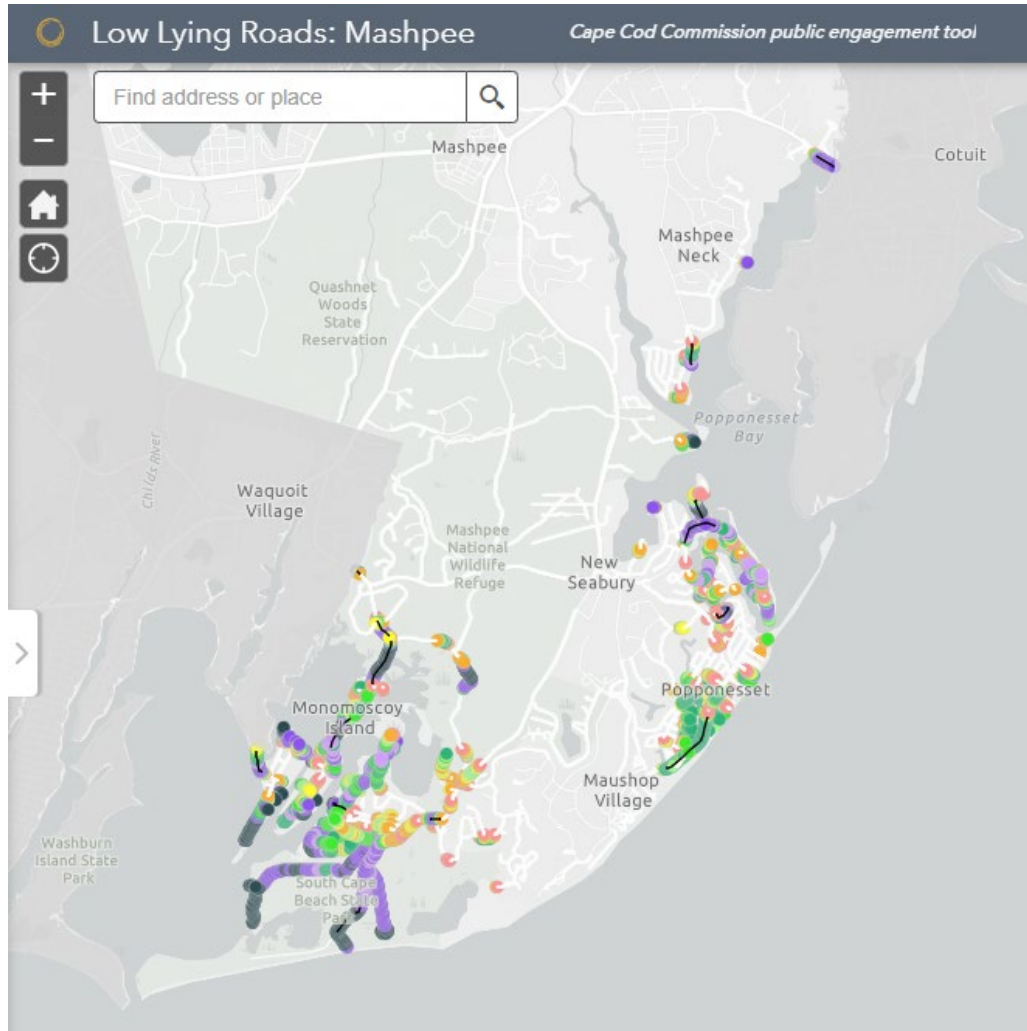 Low Lying Roads: Mashpee
Cape Cod Commission public engagement tool
+
Find address or place
−
Mashpee
Cotuit
Mashpee
Neck
Quashnet
Woods
State
Reservation
Popponesset
Bay
Childs River
Waquoit
Village
Mashpee
National
Wildlife
Refuge
New
Seabury
Popponesset
Monomoscoy
Island
Maushop
Village
Washburn
Island State
Park
South Cape
Beach State
Park